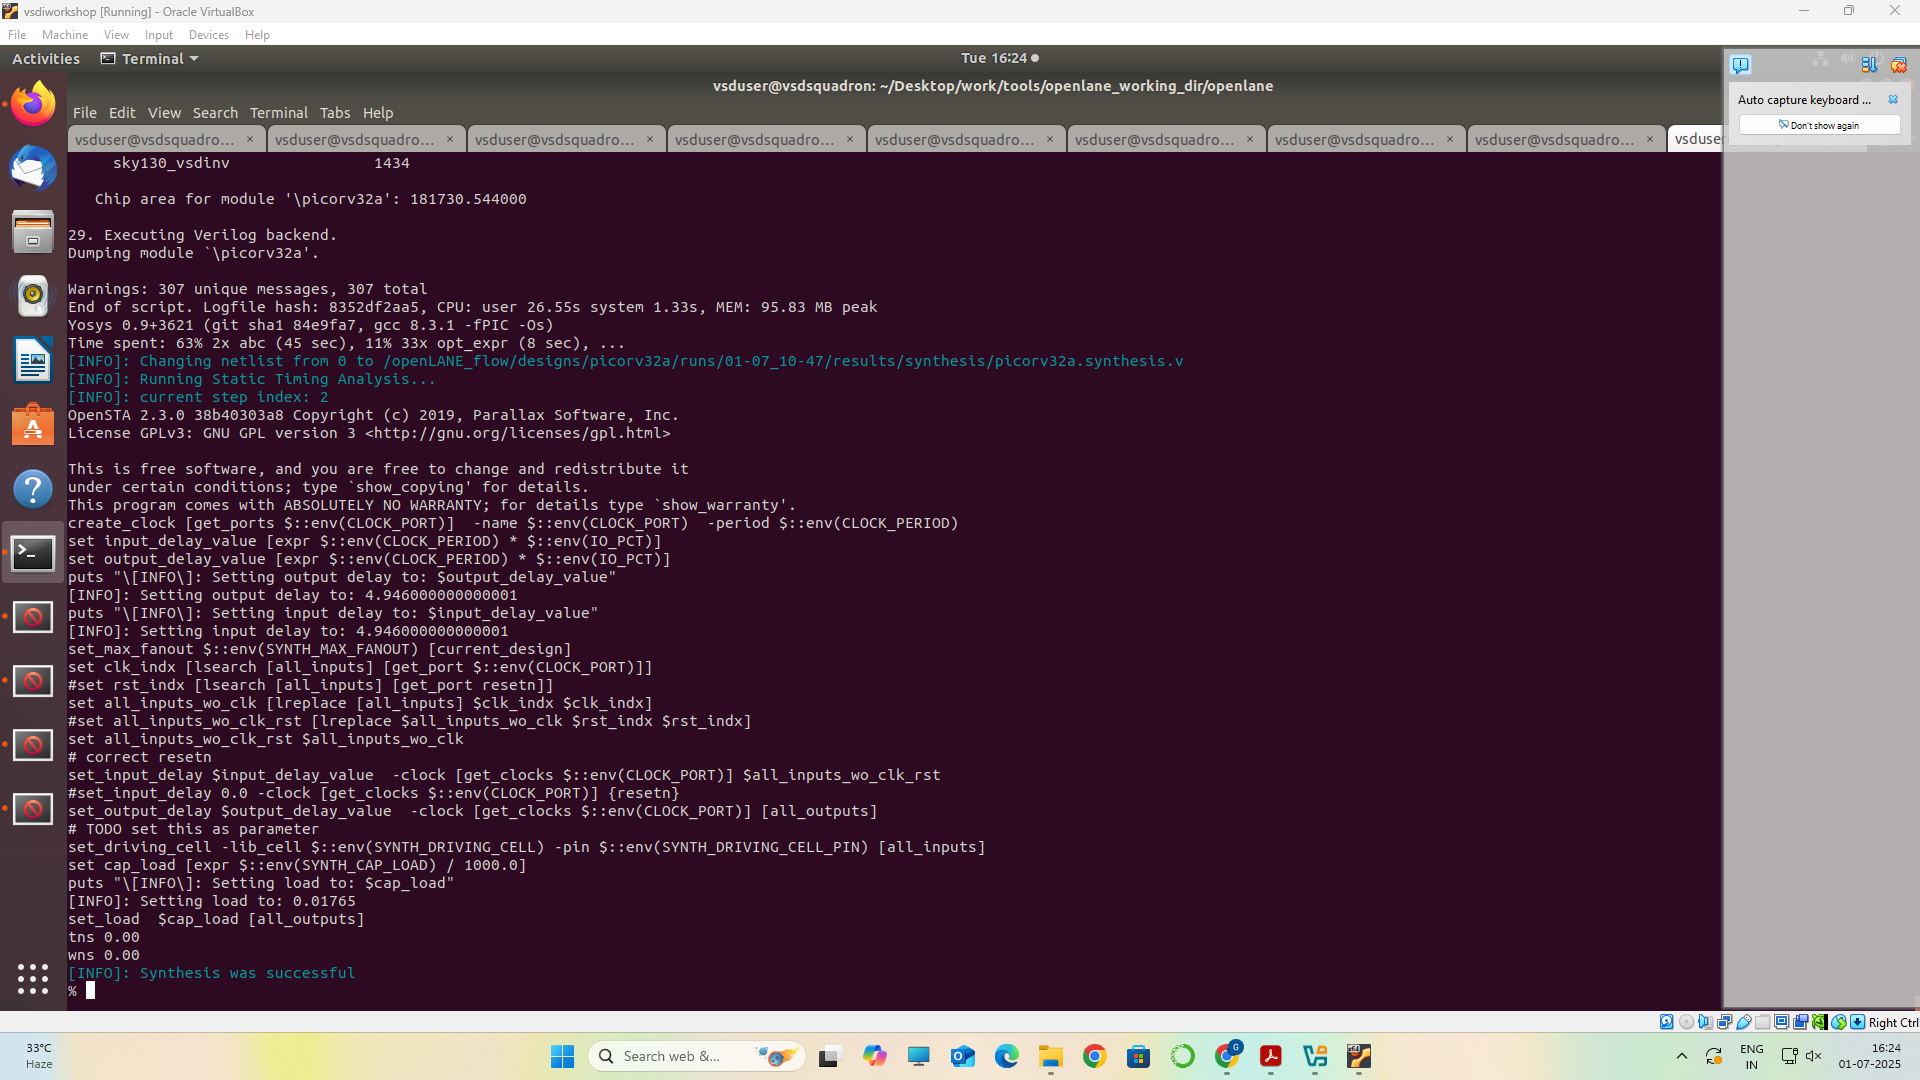 vsdiworkshop [Running] - Oracle VirtualBox
File Machine View Input Devices Help
Activities Terminal Tue 16:24
vsduser@vsdsquadron: ~/Desktop/work/tools/openlane_working_dir/openlane
File Edit View Search Terminal Tabs Help
vsduser@vsdsquadro... × vsduser@vsdsquadro... × vsduser@vsdsquadro... × vsduser@vsdsquadro... × vsduser@vsdsquadro... × vsduser@vsdsquadro... × vsduser@vsdsquadro... × vsduser@vsdsquadro... × vsduser
Auto capture keyboard ...
Don't show again
sky130_vsdinv 1434
Chip area for module '\picorv32a': 181730.544000
29. Executing Verilog backend.
Dumping module `\picorv32a'.
Warnings: 307 unique messages, 307 total
End of script. Logfile hash: 8352df2aa5, CPU: user 26.55s system 1.33s, MEM: 95.83 MB peak
Yosys 0.9+3621 (git sha1 84e9fa7, gcc 8.3.1 -fPIC -Os)
Time spent: 63% 2x abc (45 sec), 11% 33x opt_expr (8 sec), ...
[INFO]: Changing netlist from 0 to /openLANE_flow/designs/picorv32a/runs/01-07_10-47/results/synthesis/picorv32a.synthesis.v
[INFO]: Running Static Timing Analysis...
[INFO]: current step index: 2
OpenSTA 2.3.0 38b40303a8 Copyright (c) 2019, Parallax Software, Inc.
License GPLv3: GNU GPL version 3 <http://gnu.org/licenses/gpl.html>
This is free software, and you are free to change and redistribute it
under certain conditions; type `show_copying' for details.
This program comes with ABSOLUTELY NO WARRANTY; for details type `show_warranty'.
create_clock [get_ports $::env(CLOCK_PORT)]  -name $::env(CLOCK_PORT)  -period $::env(CLOCK_PERIOD)
set input_delay_value [expr $::env(CLOCK_PERIOD) * $::env(IO_PCT)]
set output_delay_value [expr $::env(CLOCK_PERIOD) * $::env(IO_PCT)]
puts "\[INFO\]: Setting output delay to: $output_delay_value"
[INFO]: Setting output delay to: 4.946000000000001
puts "\[INFO\]: Setting input delay to: $input_delay_value"
[INFO]: Setting input delay to: 4.946000000000001
set_max_fanout $::env(SYNTH_MAX_FANOUT) [current_design]
set clk_indx [lsearch [all_inputs] [get_port $::env(CLOCK_PORT)]]
#set rst_indx [lsearch [all_inputs] [get_port resetn]]
set all_inputs_wo_clk [lreplace [all_inputs] $clk_indx $clk_indx]
#set all_inputs_wo_clk_rst [lreplace $all_inputs_wo_clk $rst_indx $rst_indx]
set all_inputs_wo_clk_rst $all_inputs_wo_clk
# correct resetn
set_input_delay $input_delay_value  -clock [get_clocks $::env(CLOCK_PORT)] $all_inputs_wo_clk_rst
#set_input_delay 0.0 -clock [get_clocks $::env(CLOCK_PORT)] {resetn}
set_output_delay $output_delay_value  -clock [get_clocks $::env(CLOCK_PORT)] [all_outputs]
# TODO set this as parameter
set_driving_cell -lib_cell $::env(SYNTH_DRIVING_CELL) -pin $::env(SYNTH_DRIVING_CELL_PIN) [all_inputs]
set cap_load [expr $::env(SYNTH_CAP_LOAD) / 1000.0]
puts "\[INFO\]: Setting load to: $cap_load"
[INFO]: Setting load to: 0.01765
set_load  $cap_load [all_outputs]
tns 0.00
wns 0.00
[INFO]: Synthesis was successful
%
Right Ctrl
33°C
Haze
Search web &...
ENG
IN
16:24
01-07-2025